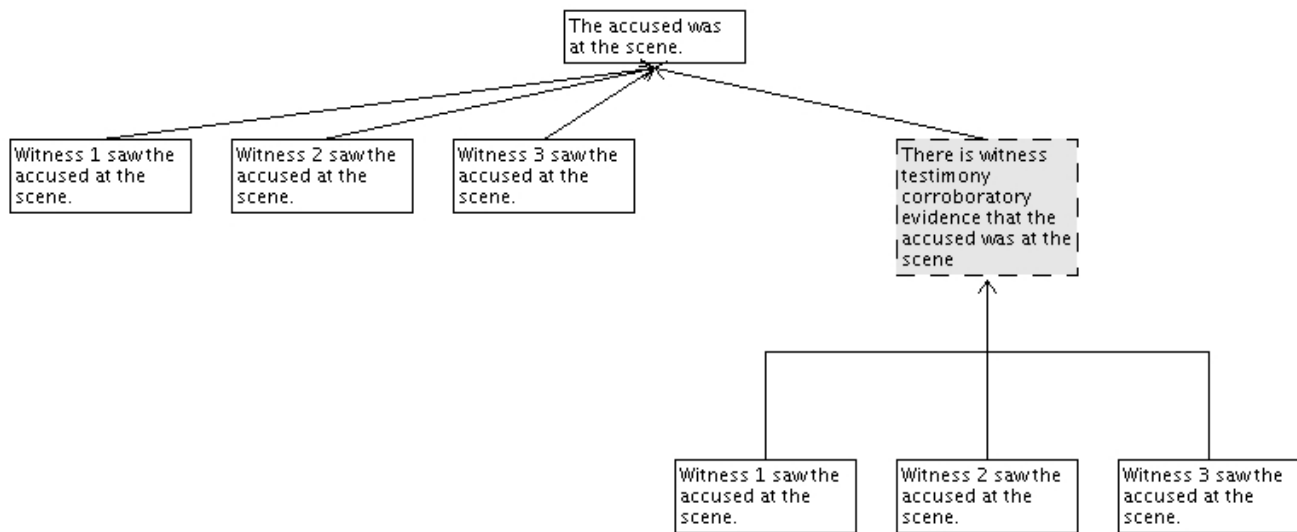 The accused was
at the scene.
Witness 1 saw the
accused at the
scene.
Witness 2 saw the
accused at the
scene.
Witness 3 saw the
accused at the
scene.
There is witness
testimony
corroboratory
evidence that the
accused was at the
scene
Witness 1 saw the
accused at the
scene.
Witness 2 saw the
accused at the
scene.
Witness 3 saw the
accused at the
scene.